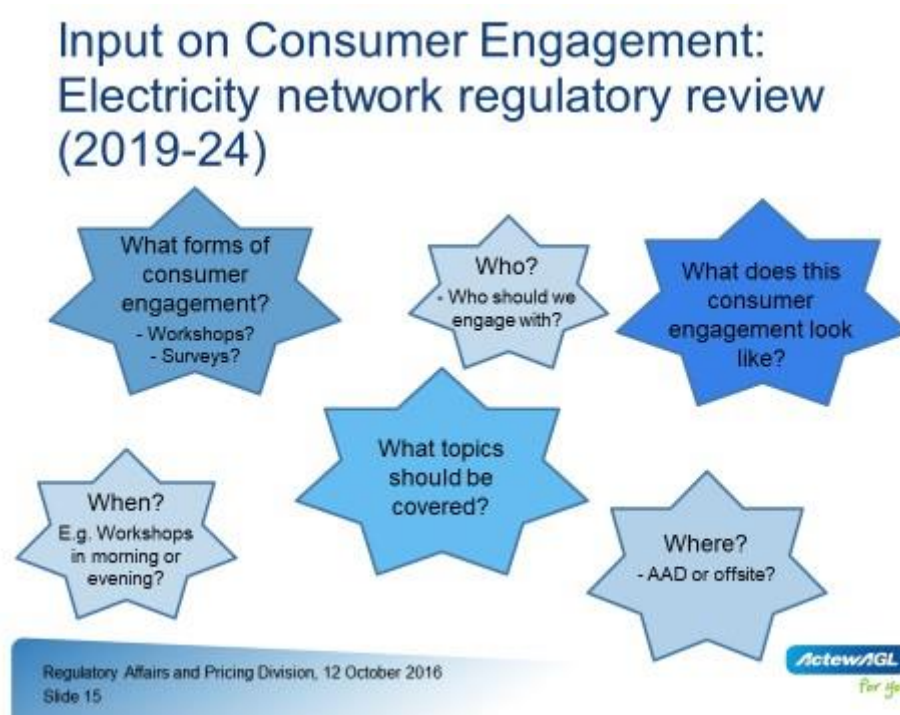 Input on Consumer Engagement:
Electricity network regulatory review
(2019-24)
What forms of
consumer
engagement?
- Workshops?
- Surveys?
Who?
- Who should we
engage with?
What does this
consumer
engagement look
like?
What topics
should be
covered?
When?
E.g. Workshops
in morning or
evening?
Where?
- AAD or offsite?
Regulatory Affairs and Pricing Division, 12 October 2016
Slide 15
ActewAGL
for